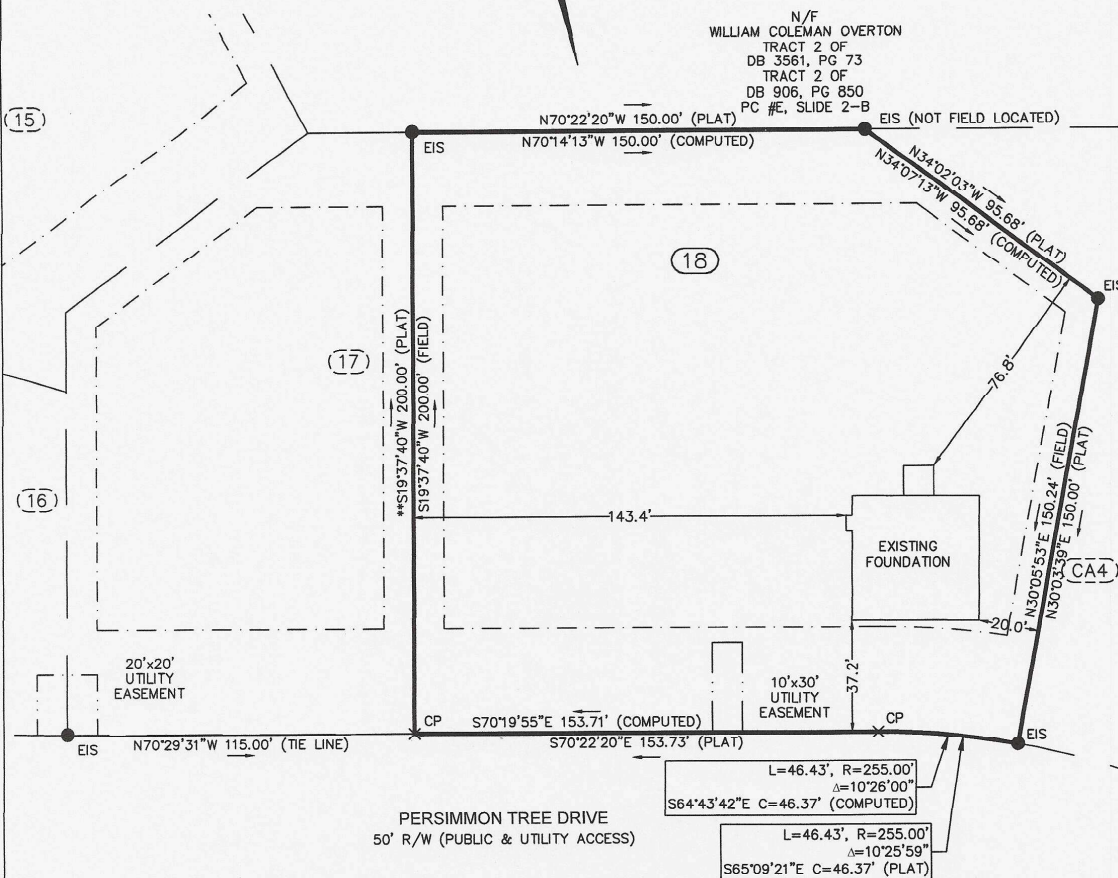 N/F
WILLIAM COLEMAN OVERTON
TRACT 2 OF
DB 3561, PG 73
TRACT 2 OF
DB 906, PG 850
PC #E, SLIDE 2-B
15
N70°22'20"W 150.00' (PLAT)
EIS (NOT FIELD LOCATED)
EIS
N70°14'13"W 150.00' (COMPUTED)
N34°02'03"W 95.68' (PLAT)
N34°07'13"W 95.68' (COMPUTED)
18
EIS
17
**S19°37'40"W 200.00' (PLAT)
S19°37'40"W 200.00' (FIELD)
76.8'
16
143.4'
EXISTING
FOUNDATION
N30°05'53"E 150.24' (FIELD)
N30°03'39"E 150.00' (PLAT)
CA4
20.0'
37.2'
20'x20'
UTILITY
EASEMENT
10'x30'
UTILITY
EASEMENT
CP
S70°19'55"E 153.71' (COMPUTED)
CP
EIS
N70°29'31"W 115.00' (TIE LINE)
S70°22'20"E 153.73' (PLAT)
EIS
L=46.43', R=255.00'
Δ=10°26'00"
S64°43'42"E C=46.37' (COMPUTED)
PERSIMMON TREE DRIVE
50' R/W (PUBLIC & UTILITY ACCESS)
L=46.43', R=255.00'
Δ=10°25'59"
S65°09'21"E C=46.37' (PLAT)